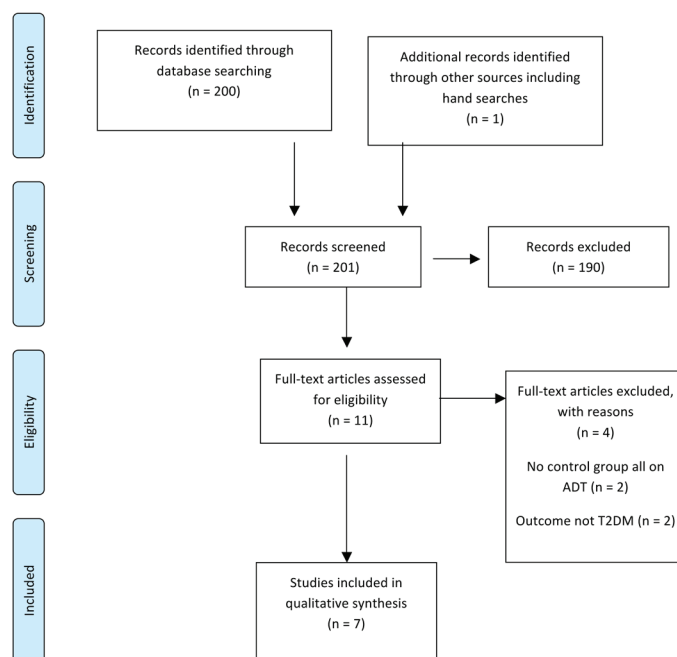 Identification
Records identified through
database searching
(n = 200)
Additional records identified
through other sources including
hand searches
(n = 1)
Screening
Records screened
(n = 201)
Records excluded
(n = 190)
Eligibility
Full-text articles assessed
for eligibility
(n = 11)
Full-text articles excluded,
with reasons
(n = 4)
No control group all on
ADT (n = 2)
Outcome not T2DM (n = 2)
Included
Studies included in
qualitative synthesis
(n = 7)